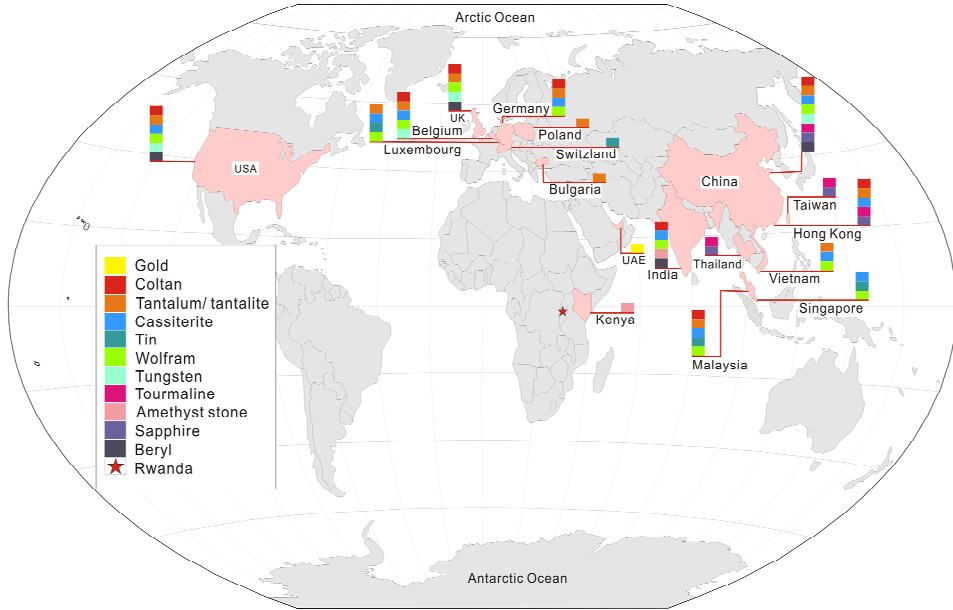 Arctic Ocean
Germany
UK
Belgium
Poland
Luxembourg
Switzland
USA
China
Bulgaria
Taiwan
Hong Kong
UAE
India
Thailand
Vietnam
Singapore
Konya
Malaysia
Gold
Coltan
Tantalum/ tantalite
Cassiterite
Tin
Wolfram
Tungsten
Tourmaline
Amethyst stone
Sapphire
Beryl
Rwanda
Antarctic Ocean